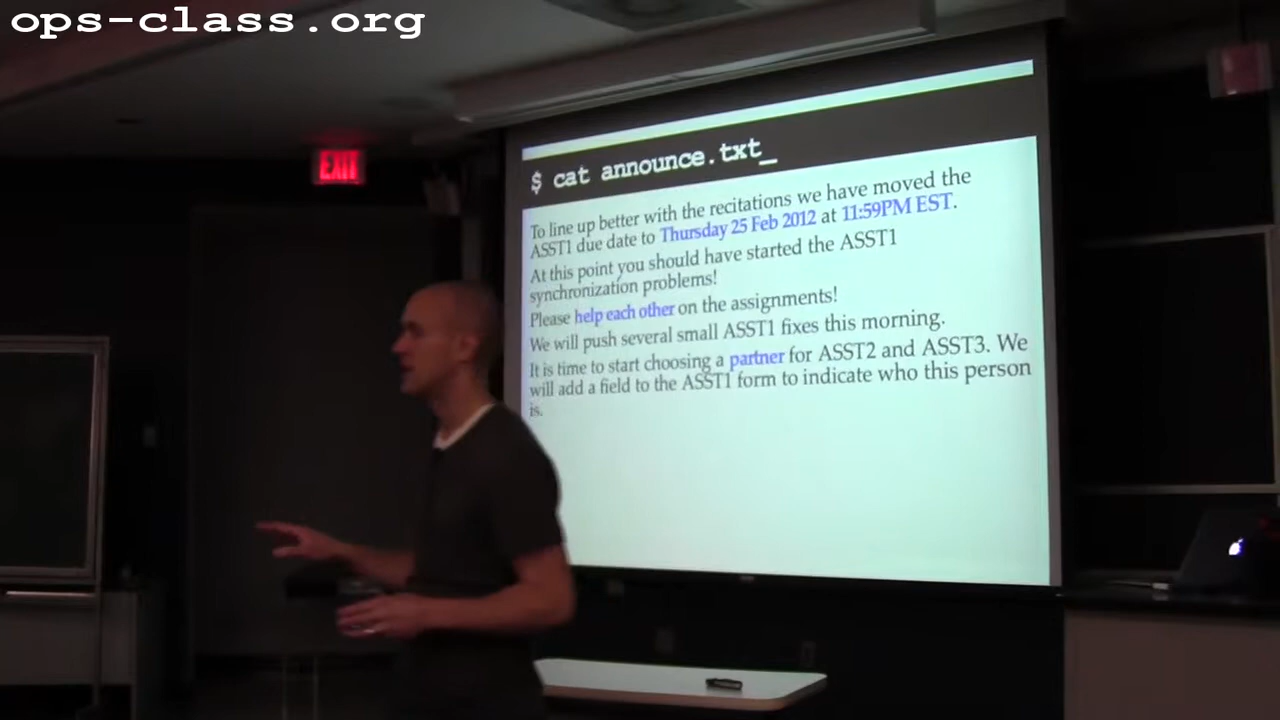 ops-class.org
EXIT
$ cat announce.txt_
To line up better with the recitations we have moved the
ASST1 due date to Thursday 25 Feb 2012 at 11:59PM EST.
At this point you should have started the ASST1
synchronization problems!
Please help each other on the assignments!
We will push several small ASST1 fixes this morning.
It is time to start choosing a partner for ASST2 and ASST3. We
will add a field to the ASST1 form to indicate who this person
is.